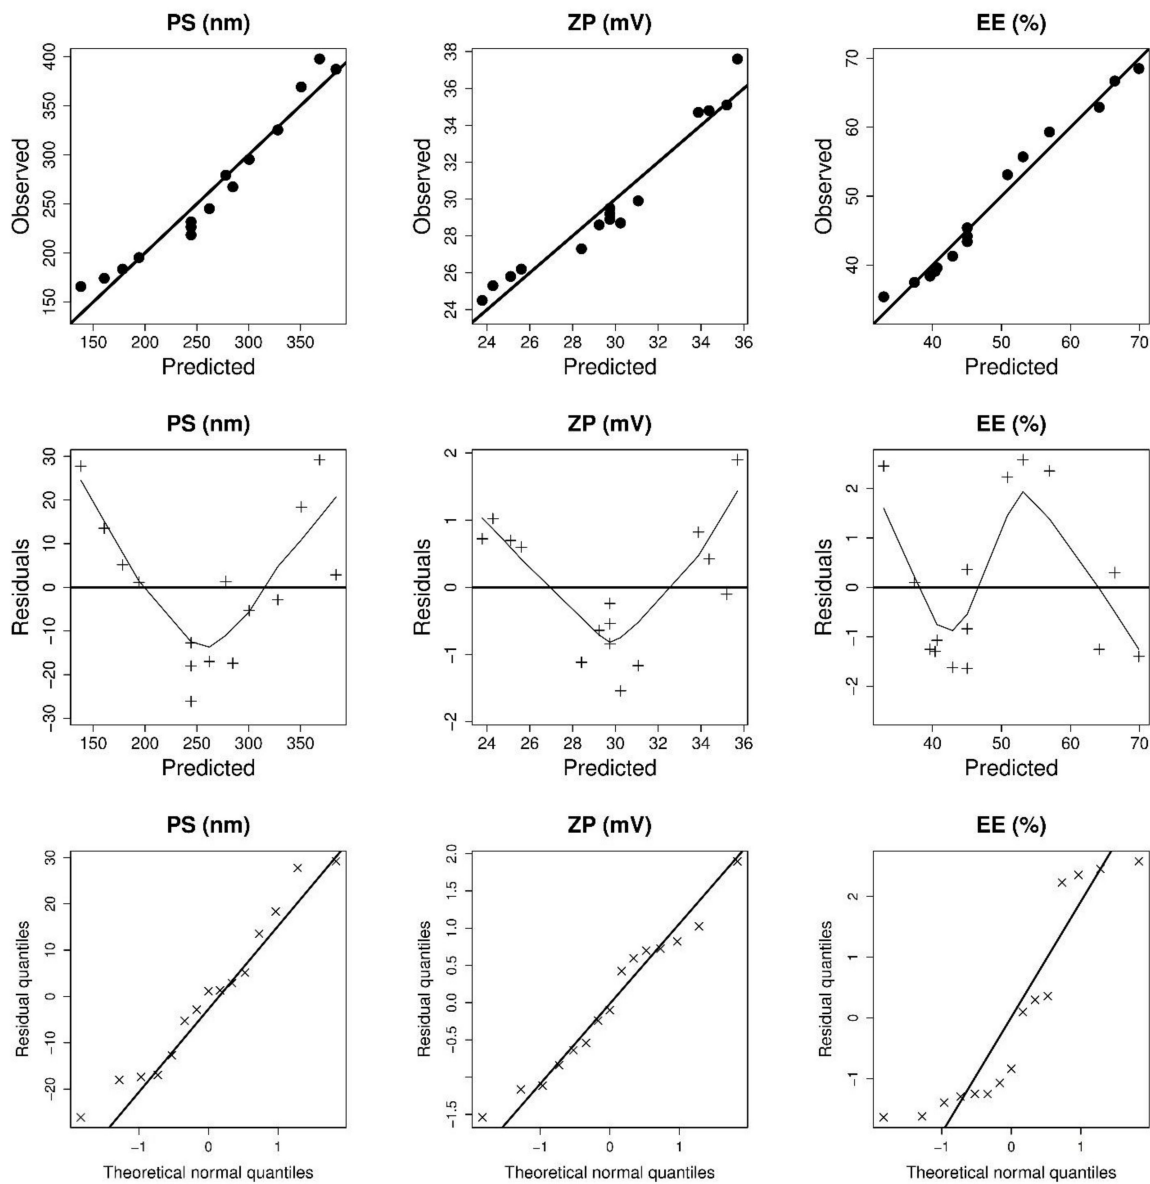 PS (nm) ZP (mV) EE (%)
Observed
400
350
300
250
200
150
150 200 250 300 350
Predicted
Observed
38
36
34
32
30
28
26
24
24 26 28 30 32 34 36
Predicted
Observed
70
60
50
40
40 50 60 70
Predicted
PS (nm) ZP (mV) EE (%)
Residuals
30
20
10
0
−10
−20
−30
150 200 250 300 350
Predicted
Residuals
2
1
0
−1
−2
24 26 28 30 32 34 36
Predicted
Residuals
2
1
0
−1
−2
40 50 60 70
Predicted
PS (nm) ZP (mV) EE (%)
Residual quantiles
30
20
10
0
−10
−20
−1 0 1
Theoretical normal quantiles
Residual quantiles
2.0
1.5
1.0
0.5
0.0
−0.5
−1.0
−1.5
−1 0 1
Theoretical normal quantiles
Residual quantiles
2
1
0
−1
−1 0 1
Theoretical normal quantiles